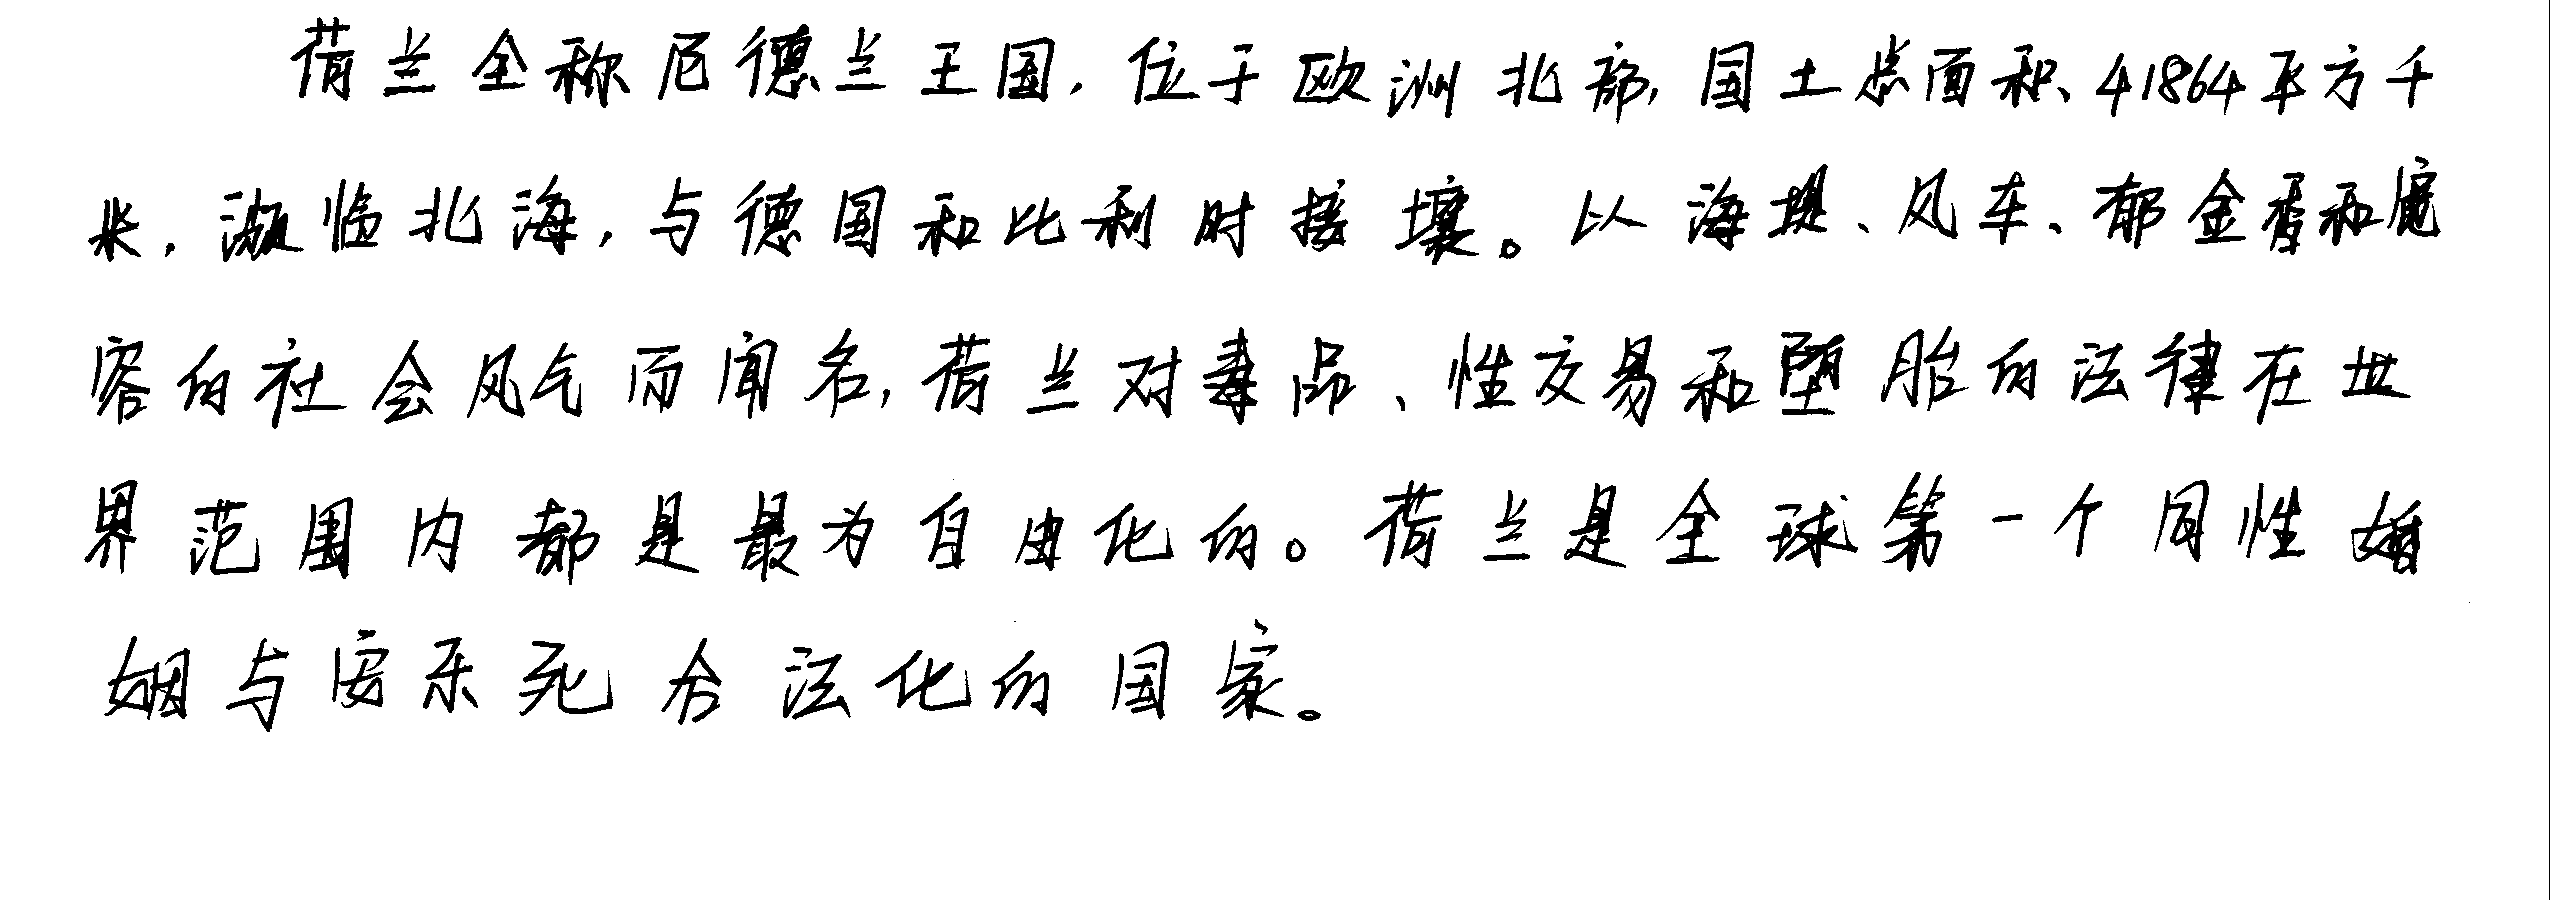 荷兰全称尼德兰王国，位于欧洲北部，国土总面积、41864平方千
米，濒临北海，与德国和比利时接壤。以海堤、风车、郁金香和宽
容的社会风气而闻名，荷兰对毒品、性交易和堕胎的法律在世
界范围内都是最为自由化的。荷兰是全球第一个同性婚
姻与安乐死合法化的国家。